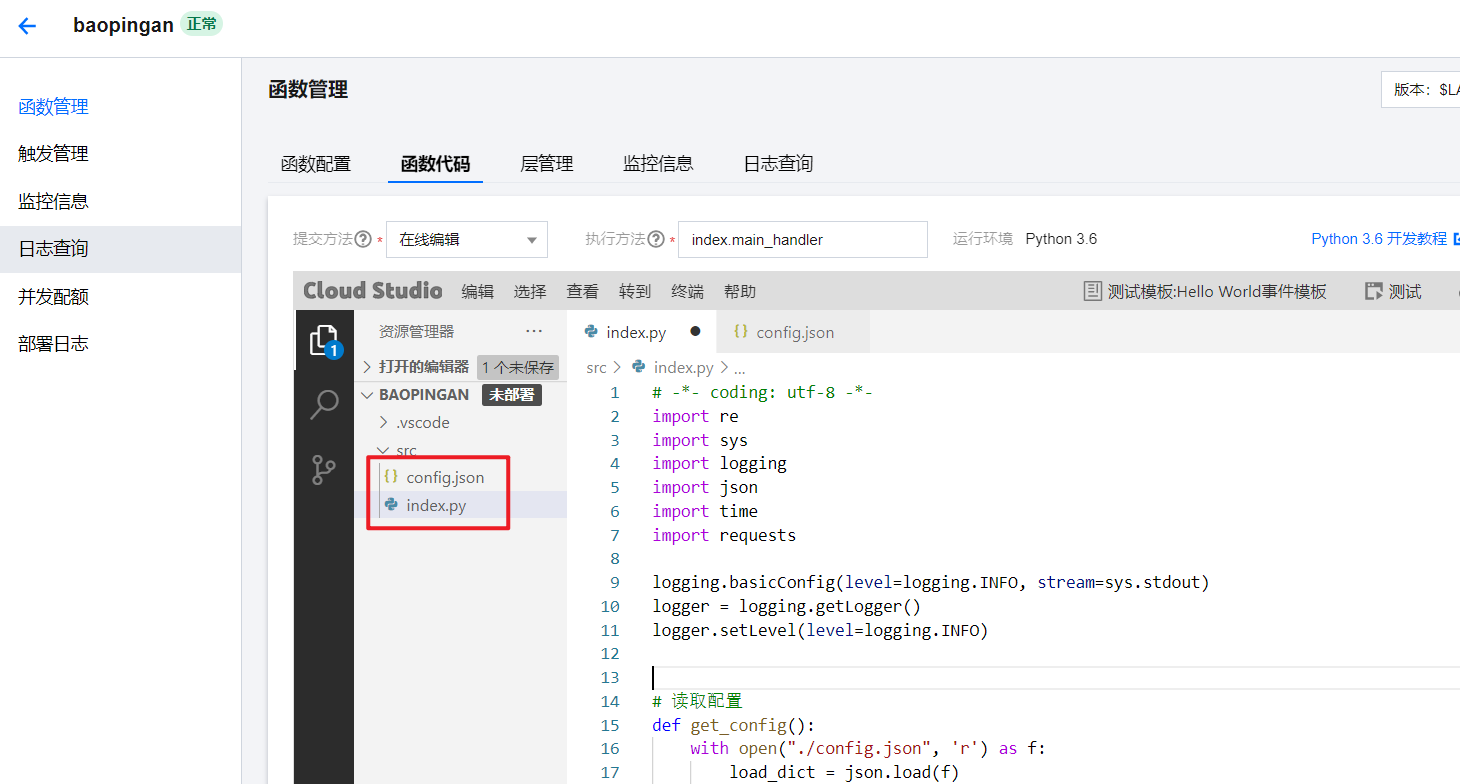 baopingan 正常
函数管理
触发管理
监控信息
日志查询
并发配额
部署日志
函数管理
版本：$LA
函数配置 函数代码 层管理 监控信息 日志查询
提交方法 * 在线编辑 执行方法 * index.main_handler 运行环境 Python 3.6 Python 3.6 开发教程
Cloud Studio 编辑 选择 查看 转到 终端 帮助 测试模板:Hello World事件模板 测试
1
资源管理器 ···
打开的编辑器 1 个未保存
BAOPINGAN 未部署
.vscode
src
{} config.json
index.py
index.py ● {} config.json
src > index.py > ...
1 # -*- coding: utf-8 -*-
2 import re
3 import sys
4 import logging
5 import json
6 import time
7 import requests
8
9 logging.basicConfig(level=logging.INFO, stream=sys.stdout)
10 logger = logging.getLogger()
11 logger.setLevel(level=logging.INFO)
12
13
14 # 读取配置
15 def get_config():
16 with open("./config.json", 'r') as f:
17 load_dict = json.load(f)